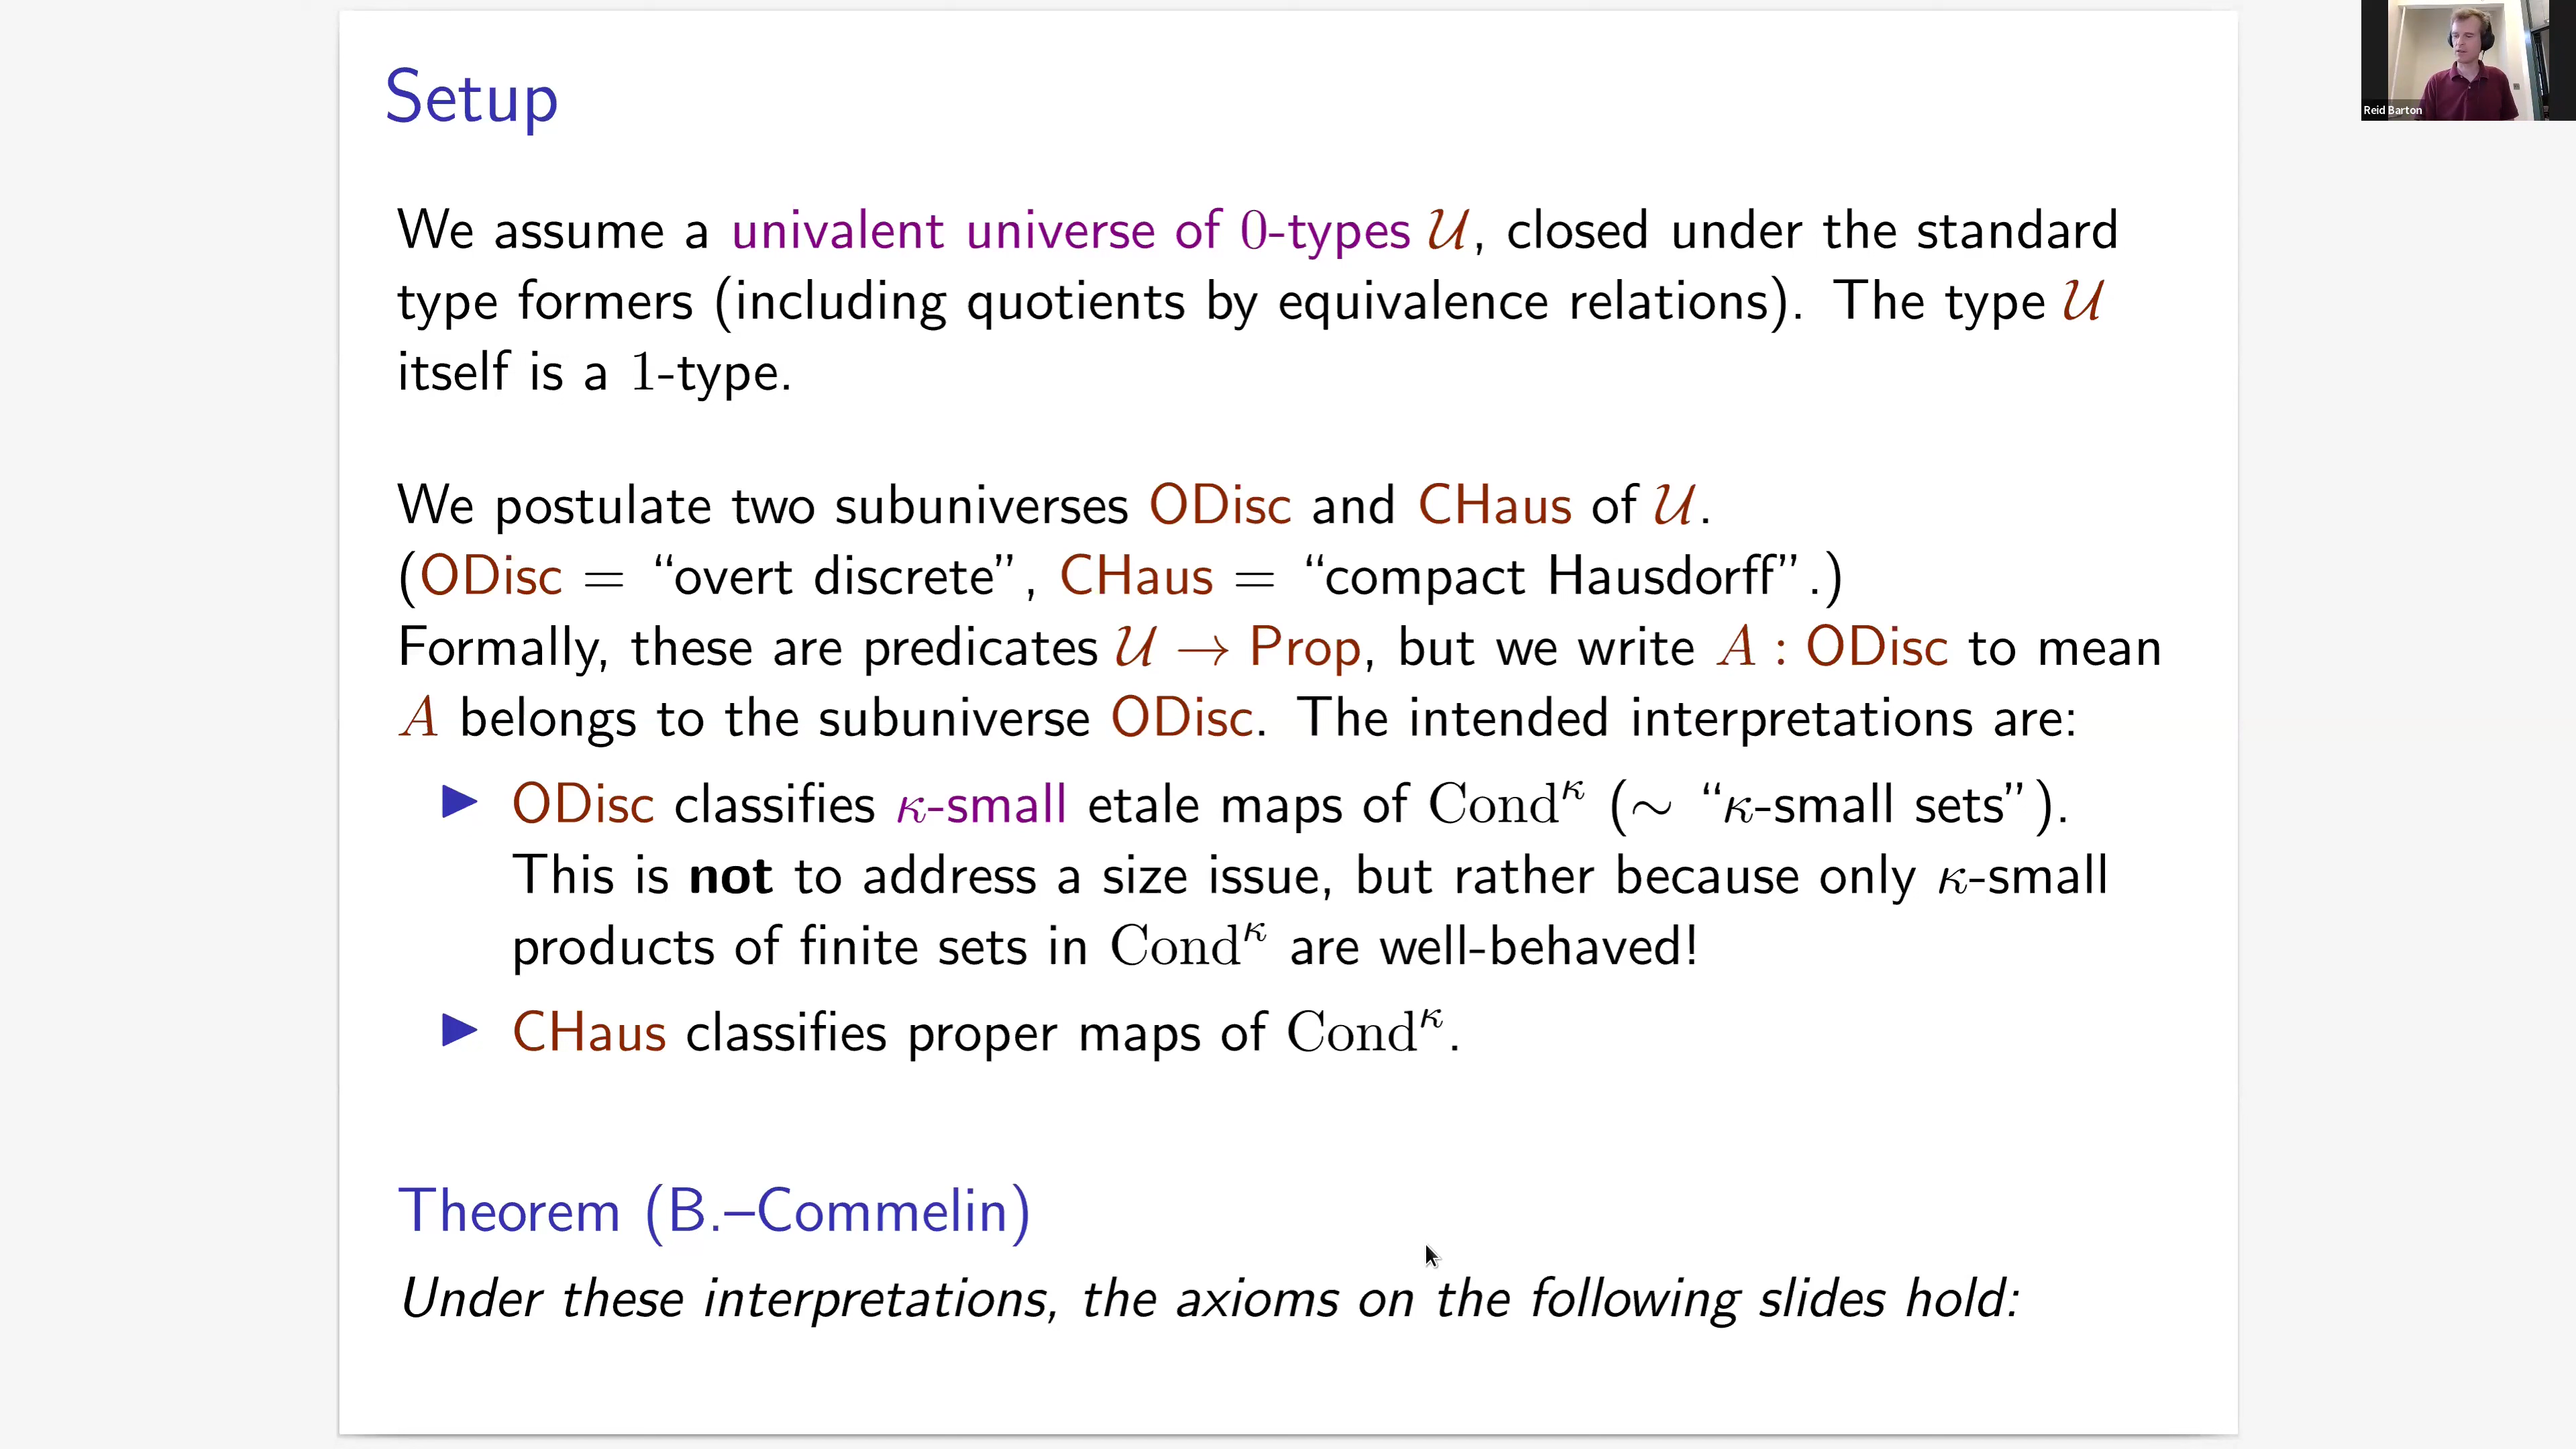 Setup
Reid Barton
We assume a univalent universe of 0-types 𝒰, closed under the standard
type formers (including quotients by equivalence relations). The type 𝒰
itself is a 1-type.
We postulate two subuniverses ODisc and CHaus of 𝒰.
(ODisc = “overt discrete”, CHaus = “compact Hausdorff”.)
Formally, these are predicates 𝒰 → Prop, but we write A : ODisc to mean
A belongs to the subuniverse ODisc. The intended interpretations are:
▶ ODisc classifies κ-small etale maps of Cond^κ (∼ “κ-small sets”).
This is not to address a size issue, but rather because only κ-small
products of finite sets in Cond^κ are well-behaved!
▶ CHaus classifies proper maps of Cond^κ.
Theorem (B.–Commelin)
Under these interpretations, the axioms on the following slides hold: